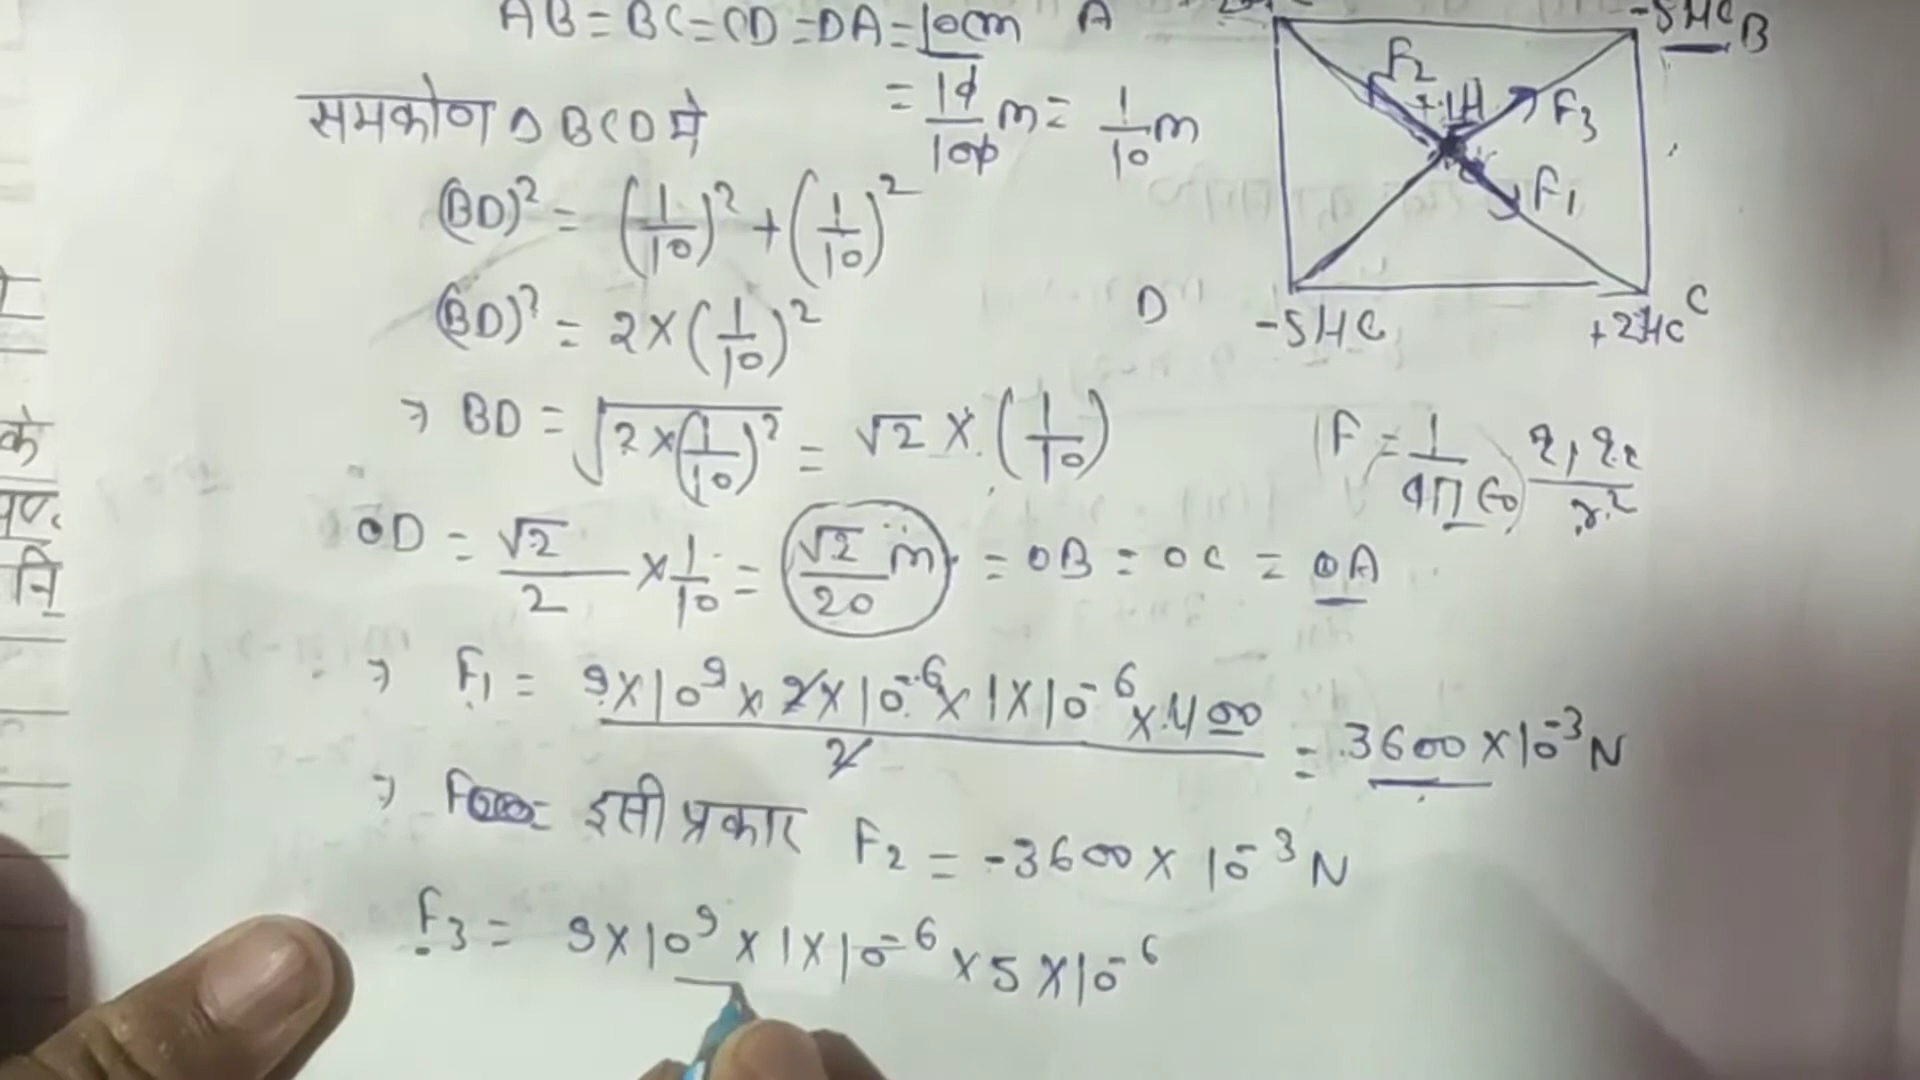 AB = BC = CD = DA = 10cm
= 10/100 m = 1/10 m
समकोण Δ BCD मे
(BD)² = (1/10)² + (1/10)²
(BD)² = 2 × (1/10)²
→ BD = √(2 × (1/10)²) = √2 × (1/10)
OD = √2/2 × 1/10 = √2/20 m = OB = OC = OA
→ F₁ = 9×10⁹ × 2×10⁻⁶ × 1×10⁻⁶ × 400 / 2 = 3600 × 10⁻³ N
→ इसी प्रकार F₂ = -3600 × 10⁻³ N
F₃ = 9×10⁹ × 1×10⁻⁶ × 5×10⁻⁶
A
-5μC B
F₂
F₃
F₁
D
-5μC
+2μC C
F = 1/4πε₀ q₁q₂/r²
के
नि